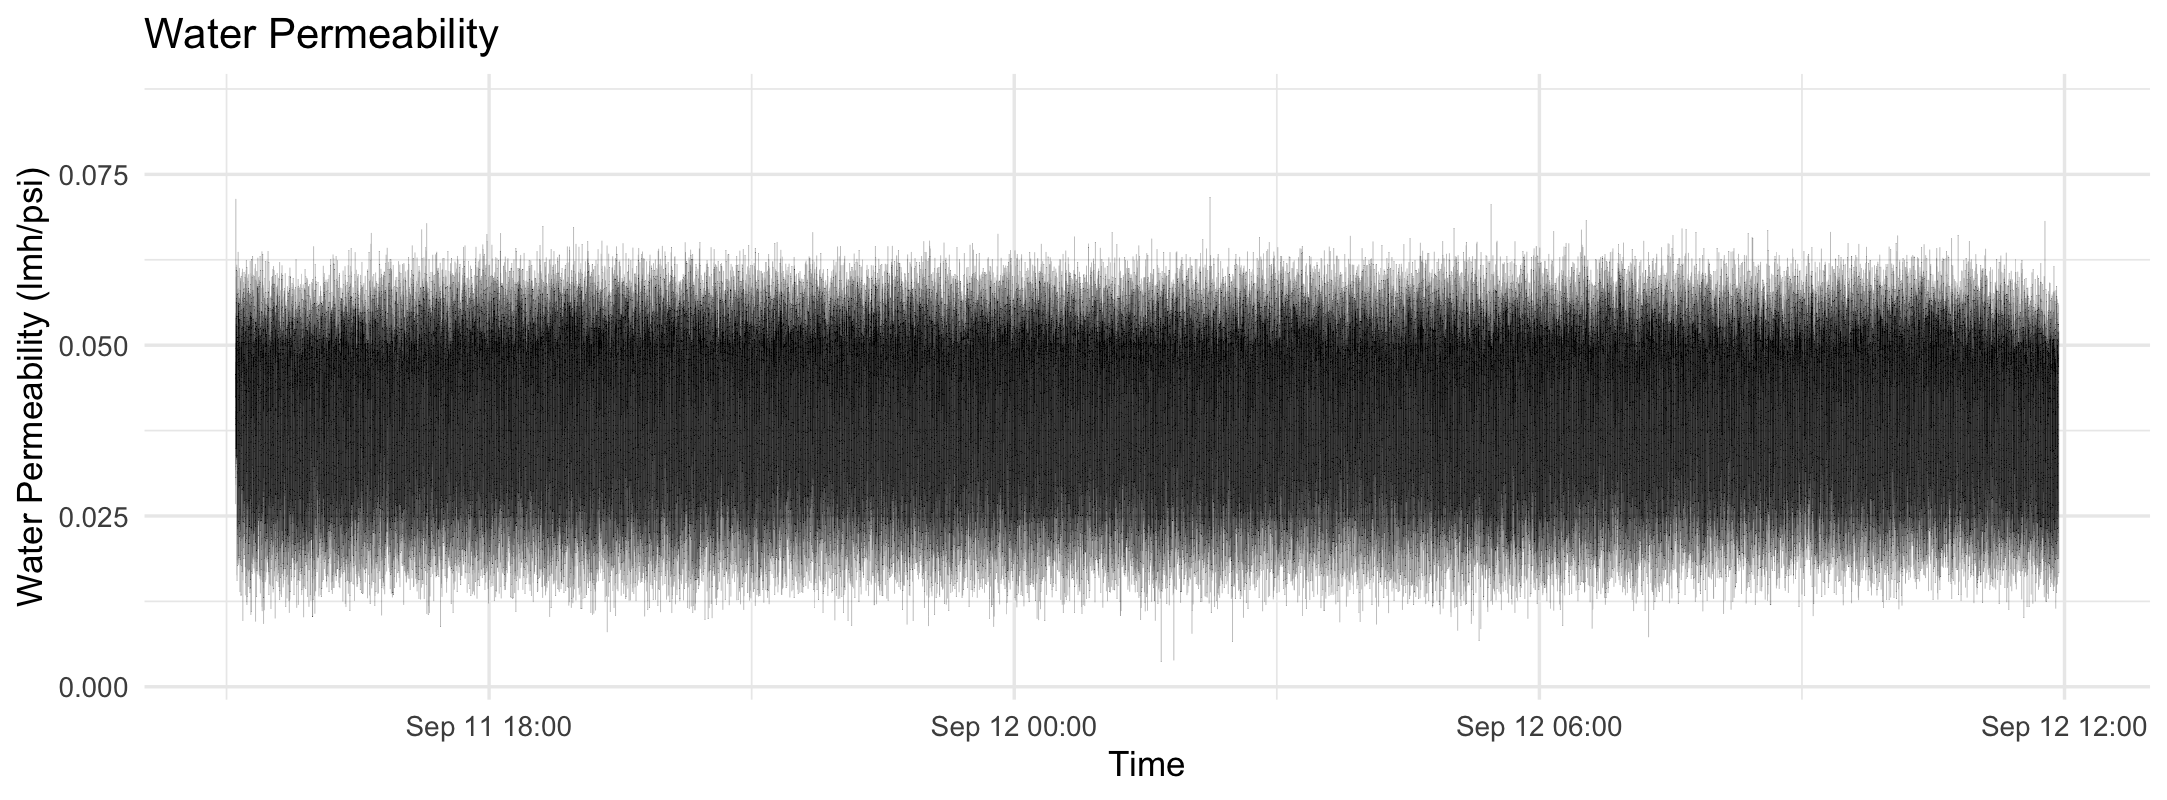 Water Permeability
Water Permeability (lmh/psi)
0.075
0.050
0.025
0.000
Sep 11 18:00
Sep 12 00:00
Sep 12 06:00
Sep 12 12:00
Time